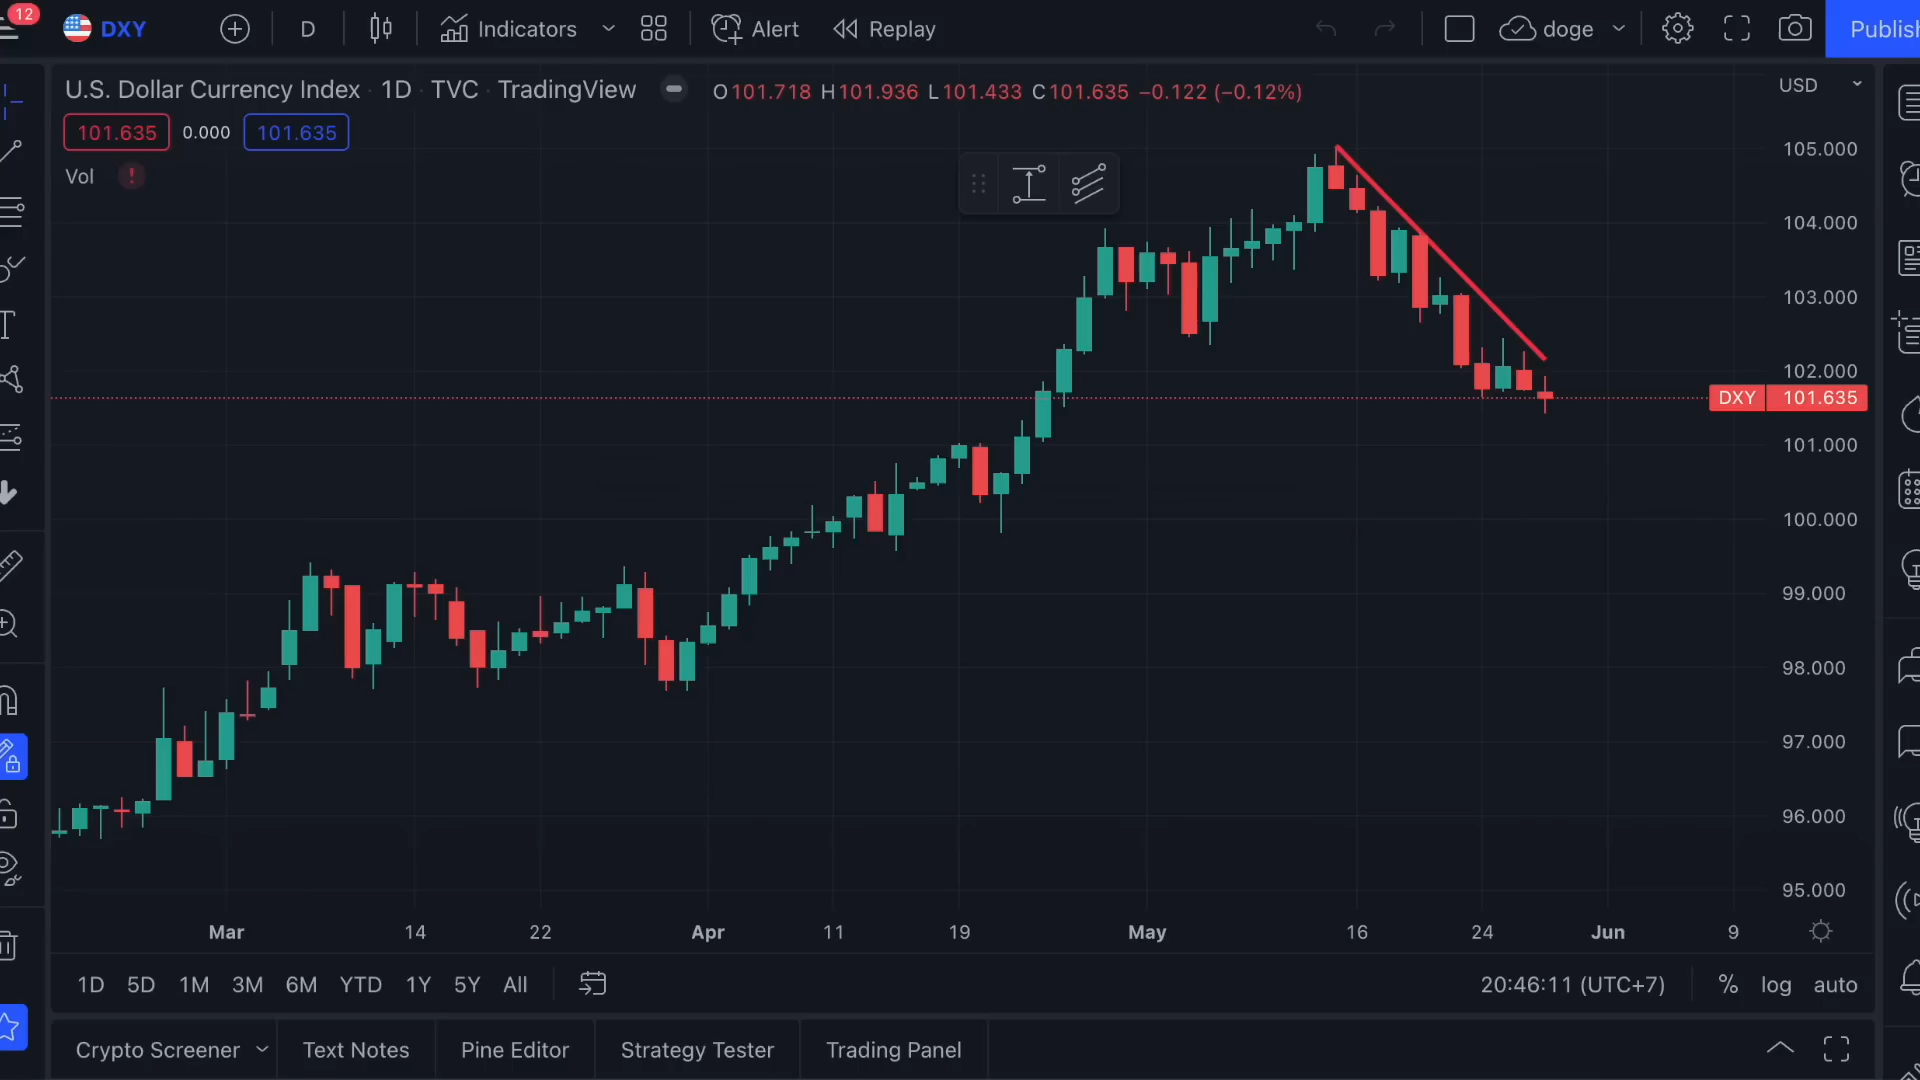 12
DXY D Indicators Alert Replay doge Publish
U.S. Dollar Currency Index · 1D · TVC · TradingView O101.718 H101.936 L101.433 C101.635 −0.122 (−0.12%) USD
101.635 0.000 101.635
Vol !
105.000
104.000
103.000
102.000
DXY 101.635
101.000
100.000
99.000
98.000
97.000
96.000
95.000
Mar 14 22 Apr 11 19 May 16 24 Jun 9
1D 5D 1M 3M 6M YTD 1Y 5Y All 20:46:11 (UTC+7) % log auto
Crypto Screener Text Notes Pine Editor Strategy Tester Trading Panel